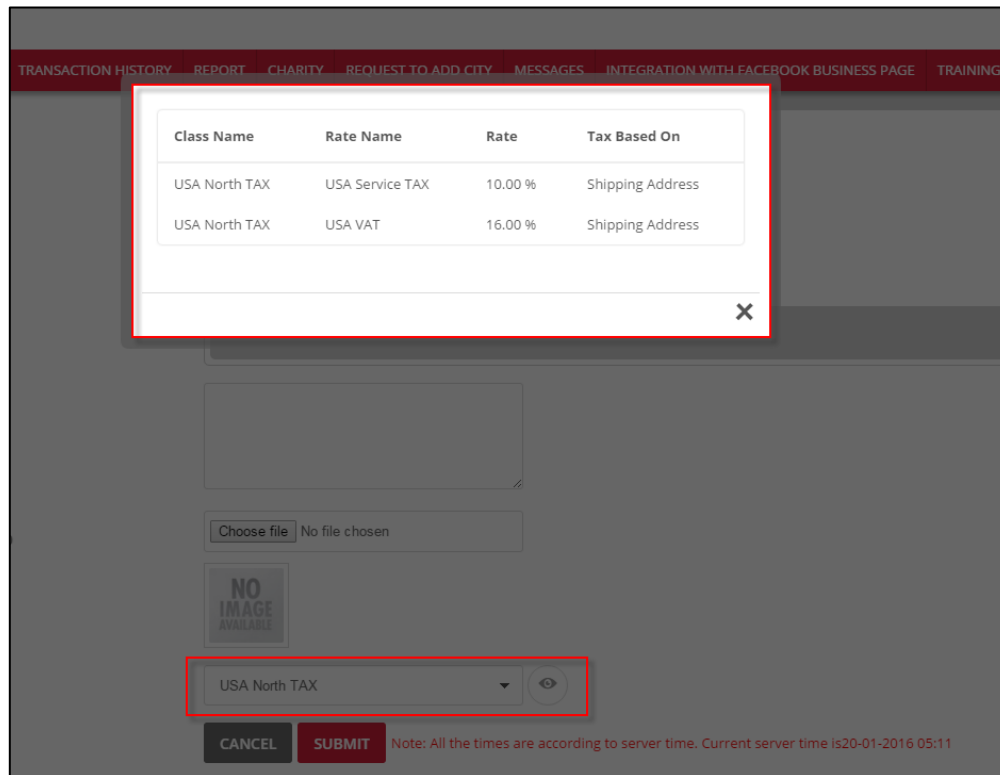 TRANSACTION HISTORY REPORT CHARITY REQUEST TO ADD CITY MESSAGES INTEGRATION WITH FACEBOOK BUSINESS PAGE TRAINING
Class Name Rate Name Rate Tax Based On
USA North TAX USA Service TAX 10.00 % Shipping Address
USA North TAX USA VAT 16.00 % Shipping Address
Choose file No file chosen
NO
IMAGE
AVAILABLE
USA North TAX
CANCEL SUBMIT Note: All the times are according to server time. Current server time is20-01-2016 05:11